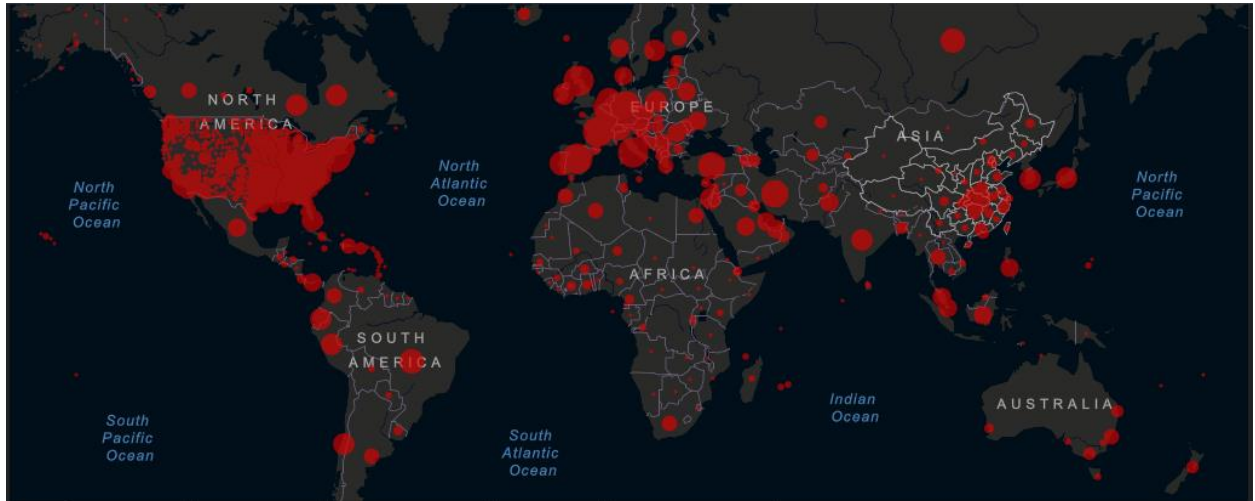 NORTH
AMERICA
EUROPE
ASIA
North
Pacific
Ocean
North
Atlantic
Ocean
North
Pacific
Ocean
AFRICA
SOUTH
AMERICA
South
Pacific
Ocean
South
Atlantic
Ocean
Indian
Ocean
AUSTRALIA